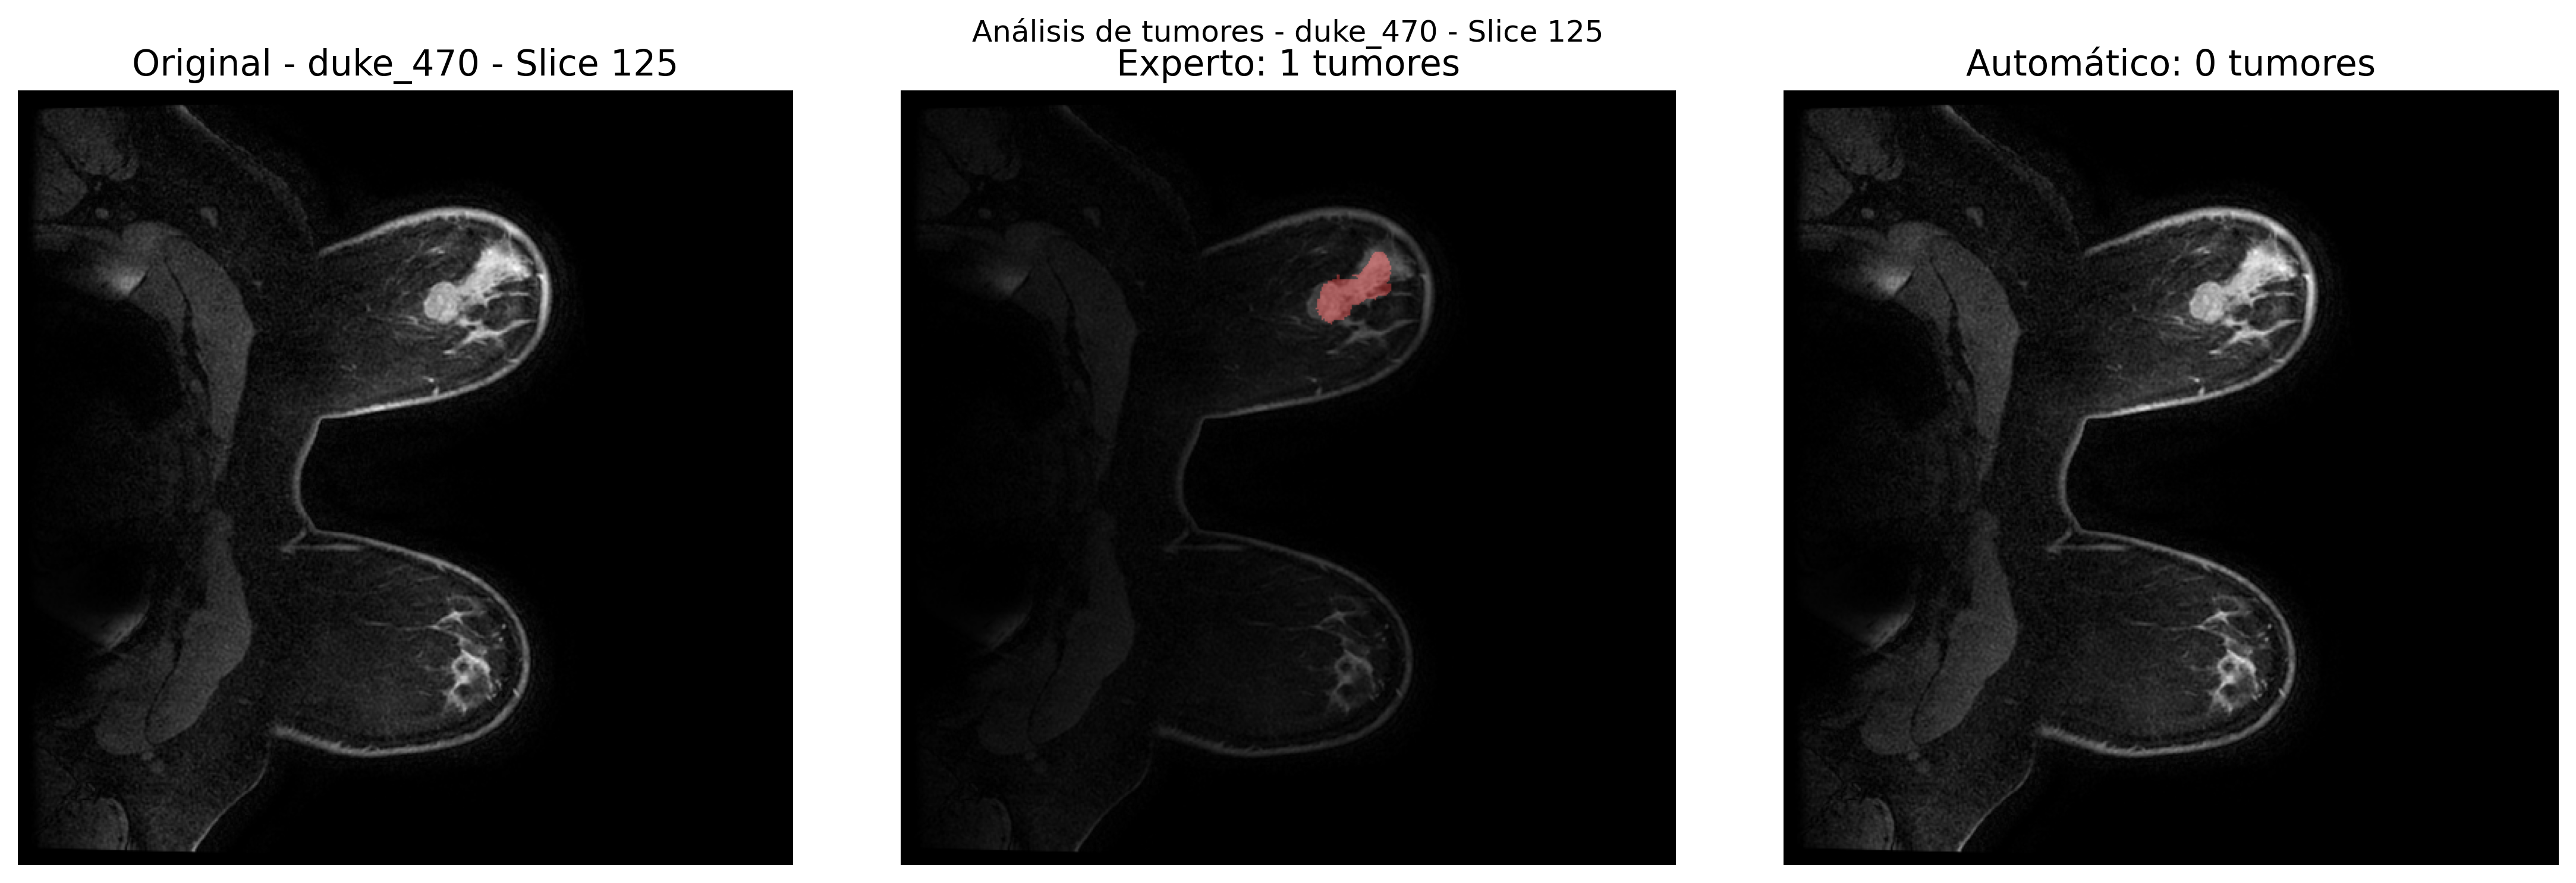 Análisis de tumores - duke_470 - Slice 125
Original - duke_470 - Slice 125
Experto: 1 tumores
Automático: 0 tumores